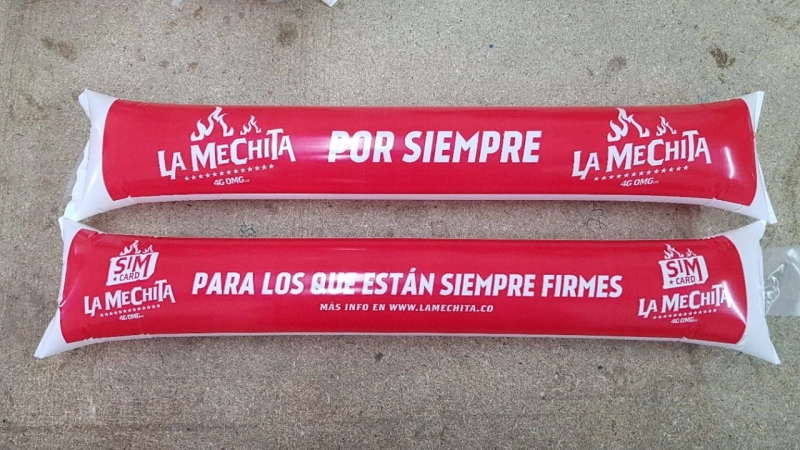 LA MECHITA
4G OMG
POR SIEMPRE
LA MECHITA
4G OMG
SIM
CARD
LA MECHITA
4G OMG
PARA LOS QUE ESTÁN SIEMPRE FIRMES
MÁS INFO EN WWW.LAMECHITA.CO
SIM
CARD
LA MECHITA
4G OMG